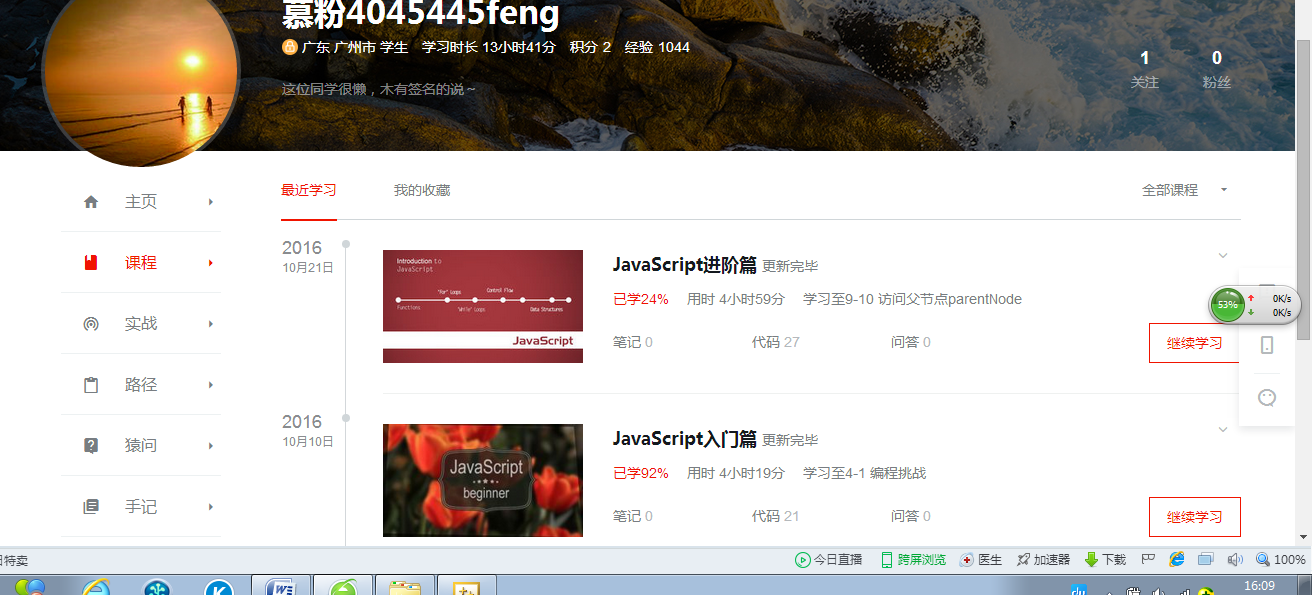 慕粉4045445feng
广东 广州市 学生 学习时长 13小时41分 积分 2 经验 1044
这位同学很懒，木有签名的说～
1 0
关注 粉丝
主页
课程
实战
路径
猿问
手记
最近学习 我的收藏 全部课程
2016
10月21日
Introduction to
JavaScript
"For" Loops
Control Flow
Functions
"While" Loops
Data Structures
JavaScript
JavaScript进阶篇 更新完毕
已学24% 用时 4小时59分 学习至9-10 访问父节点parentNode
笔记 0 代码 27 问答 0
继续学习
53% 0K/s
0K/s
2016
10月10日
JavaScript
beginner
JavaScript入门篇 更新完毕
已学92% 用时 4小时19分 学习至4-1 编程挑战
笔记 0 代码 21 问答 0
继续学习
日特卖 今日直播 跨屏浏览 医生 加速器 下载 100%
16:09